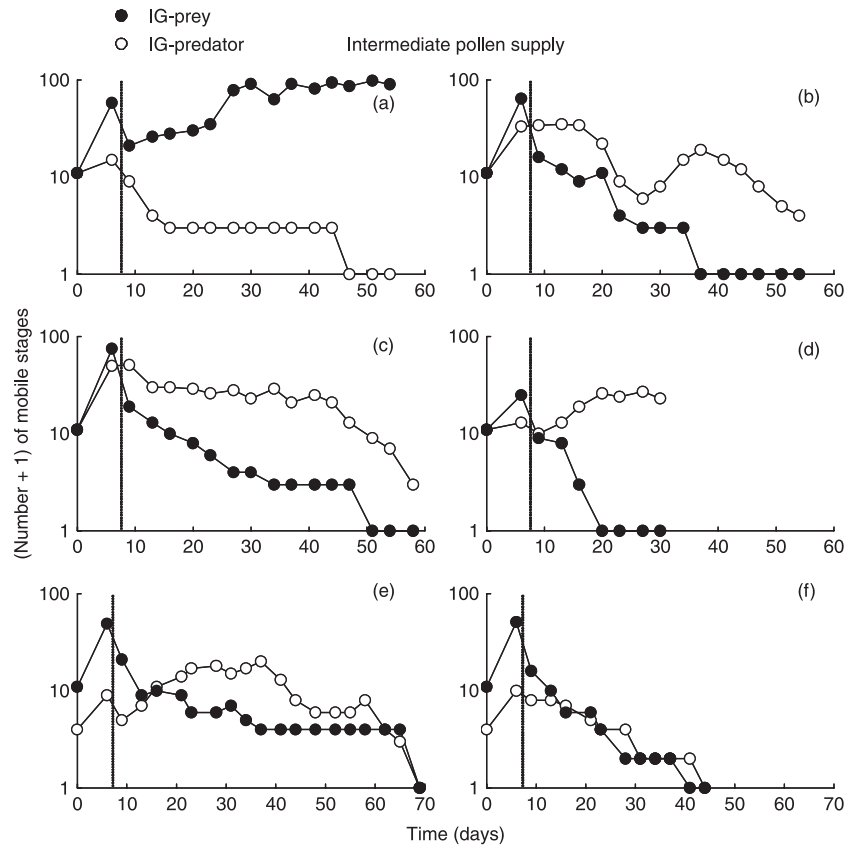 IG-prey
IG-predator
Intermediate pollen supply
100
10
1
0 10 20 30 40 50 60
(a)
100
10
1
0 10 20 30 40 50 60
(b)
(Number + 1) of mobile stages
100
10
1
0 10 20 30 40 50 60
(c)
100
10
1
0 10 20 30 40 50 60
(d)
100
10
1
0 10 20 30 40 50 60 70
(e)
100
10
1
0 10 20 30 40 50 60 70
(f)
Time (days)